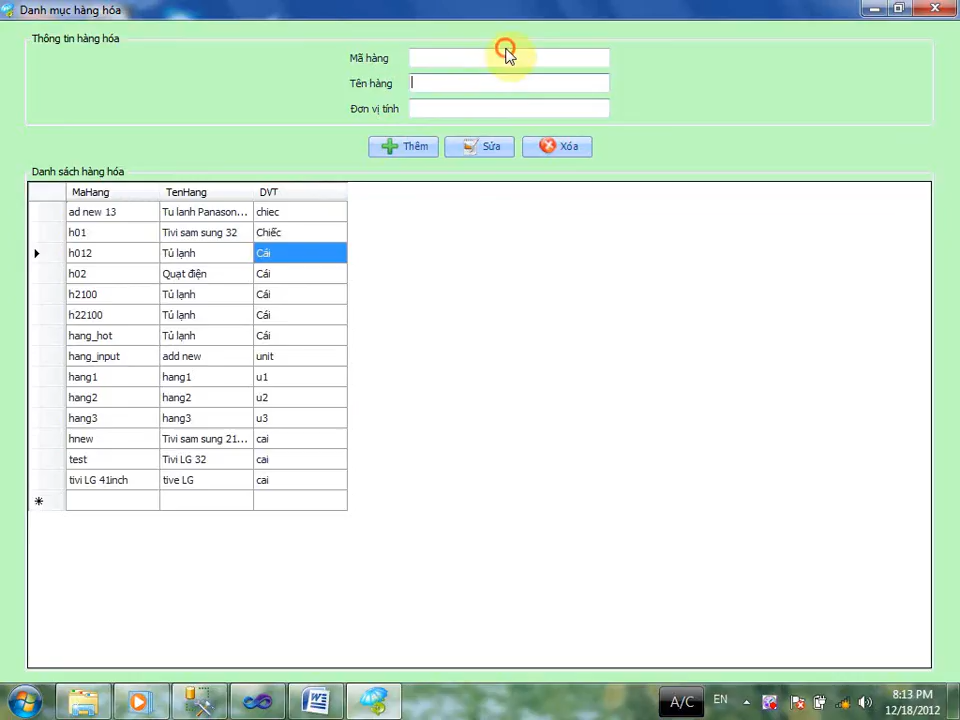 Danh mục hàng hóa
Thông tin hàng hóa
Mã hàng
Tên hàng
Đơn vị tính
Thêm Sửa Xóa
Danh sách hàng hóa
MaHang TenHang DVT
ad new 13 Tu lanh Panason... chiec
h01 Tivi sam sung 32 Chiếc
h012 Tủ lạnh Cái
h02 Quạt điện Cái
h2100 Tủ lạnh Cái
h22100 Tủ lạnh Cái
hang_hot Tủ lạnh Cái
hang_input add new unit
hang1 hang1 u1
hang2 hang2 u2
hang3 hang3 u3
hnew Tivi sam sung 21... cai
test Tivi LG 32 cai
tivi LG 41inch tive LG cai
A/C EN 8:13 PM
12/18/2012